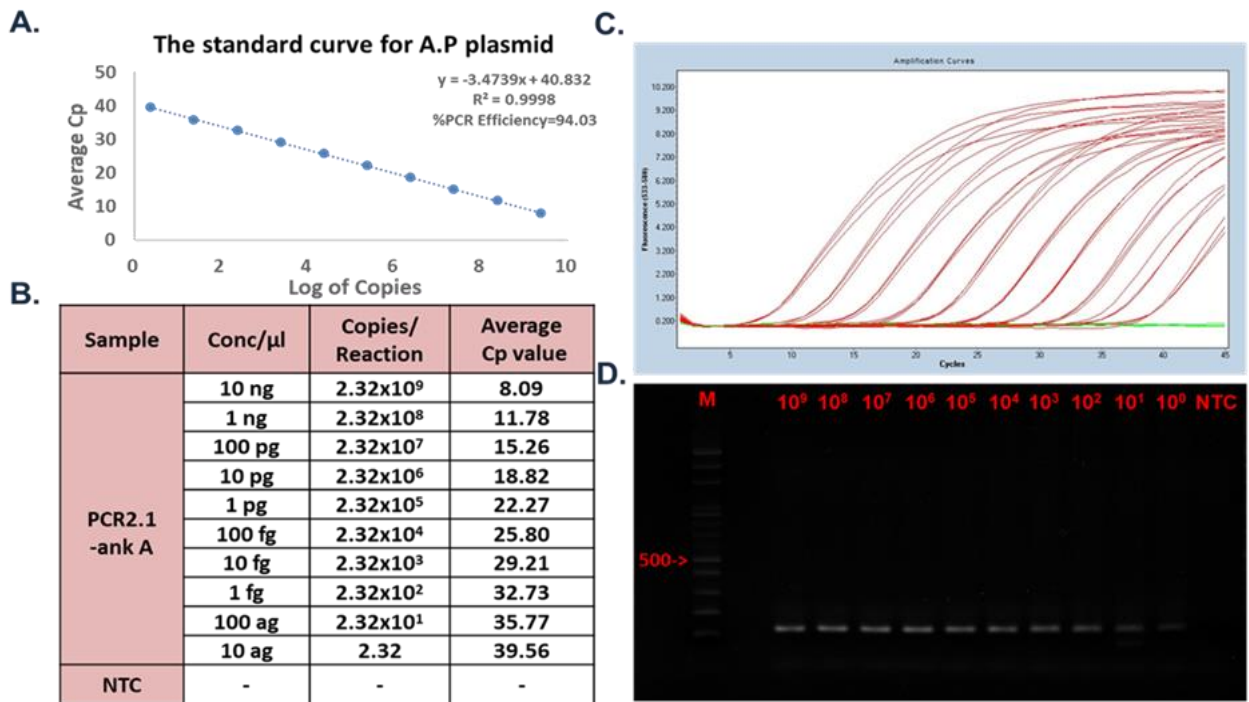 A.
The standard curve for A.P plasmid
y = -3.4739x + 40.832
R² = 0.9998
%PCR Efficiency=94.03
Average Cp
50
40
30
20
10
0
0 2 4 6 8 10
Log of Copies
B.
Sample Conc/µl Copies/ Reaction Average Cp value
PCR2.1 -ank A
10 ng 2.32x10⁹ 8.09
1 ng 2.32x10⁸ 11.78
100 pg 2.32x10⁷ 15.26
10 pg 2.32x10⁶ 18.82
1 pg 2.32x10⁵ 22.27
100 fg 2.32x10⁴ 25.80
10 fg 2.32x10³ 29.21
1 fg 2.32x10² 32.73
100 ag 2.32x10¹ 35.77
10 ag 2.32 39.56
NTC - - -
C.
Amplification Curves
Fluorescence
10.200
9.200
8.200
7.200
6.200
5.200
4.200
3.200
2.200
1.200
0.200
5 10 15 20 25 30 35 40 45
Cycles
D.
M 10⁹ 10⁸ 10⁷ 10⁶ 10⁵ 10⁴ 10³ 10² 10¹ 10⁰ NTC
500->